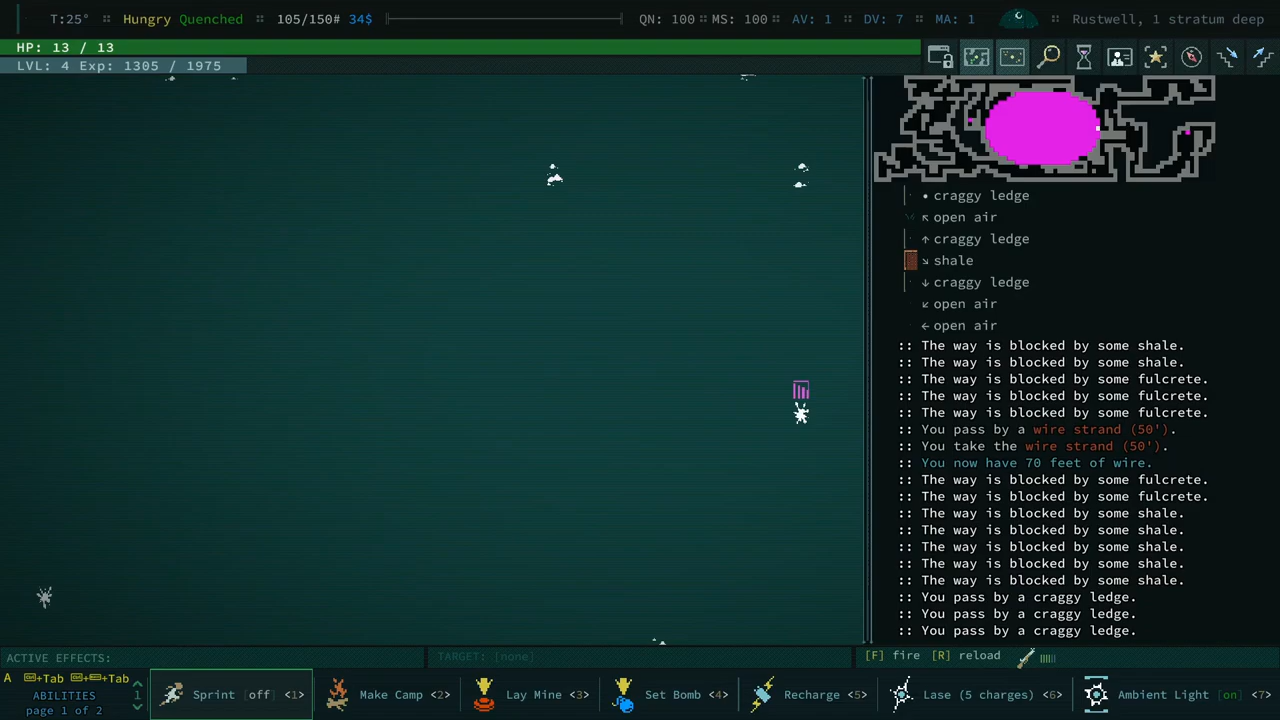 T:25° :: Hungry Quenched :: 105/150# 34$ QN: 100 :: MS: 100 :: AV: 1 :: DV: 7 :: MA: 1 :: Rustwell, 1 stratum deep
HP: 13 / 13
LVL: 4 Exp: 1305 / 1975
• craggy ledge
↖ open air
↑ craggy ledge
↘ shale
↓ craggy ledge
↙ open air
← open air
:: The way is blocked by some shale.
:: The way is blocked by some shale.
:: The way is blocked by some fulcrete.
:: The way is blocked by some fulcrete.
:: The way is blocked by some fulcrete.
:: You pass by a wire strand (50').
:: You take the wire strand (50').
:: You now have 70 feet of wire.
:: The way is blocked by some fulcrete.
:: The way is blocked by some fulcrete.
:: The way is blocked by some shale.
:: The way is blocked by some shale.
:: The way is blocked by some shale.
:: The way is blocked by some shale.
:: The way is blocked by some shale.
:: You pass by a craggy ledge.
:: You pass by a craggy ledge.
:: You pass by a craggy ledge.
ACTIVE EFFECTS: TARGET: [none] [F] fire [R] reload
A +Tab +Tab
ABILITIES 1
page 1 of 2
Sprint [off] <1> Make Camp <2> Lay Mine <3> Set Bomb <4> Recharge <5> Lase (5 charges) <6> Ambient Light [on] <7>